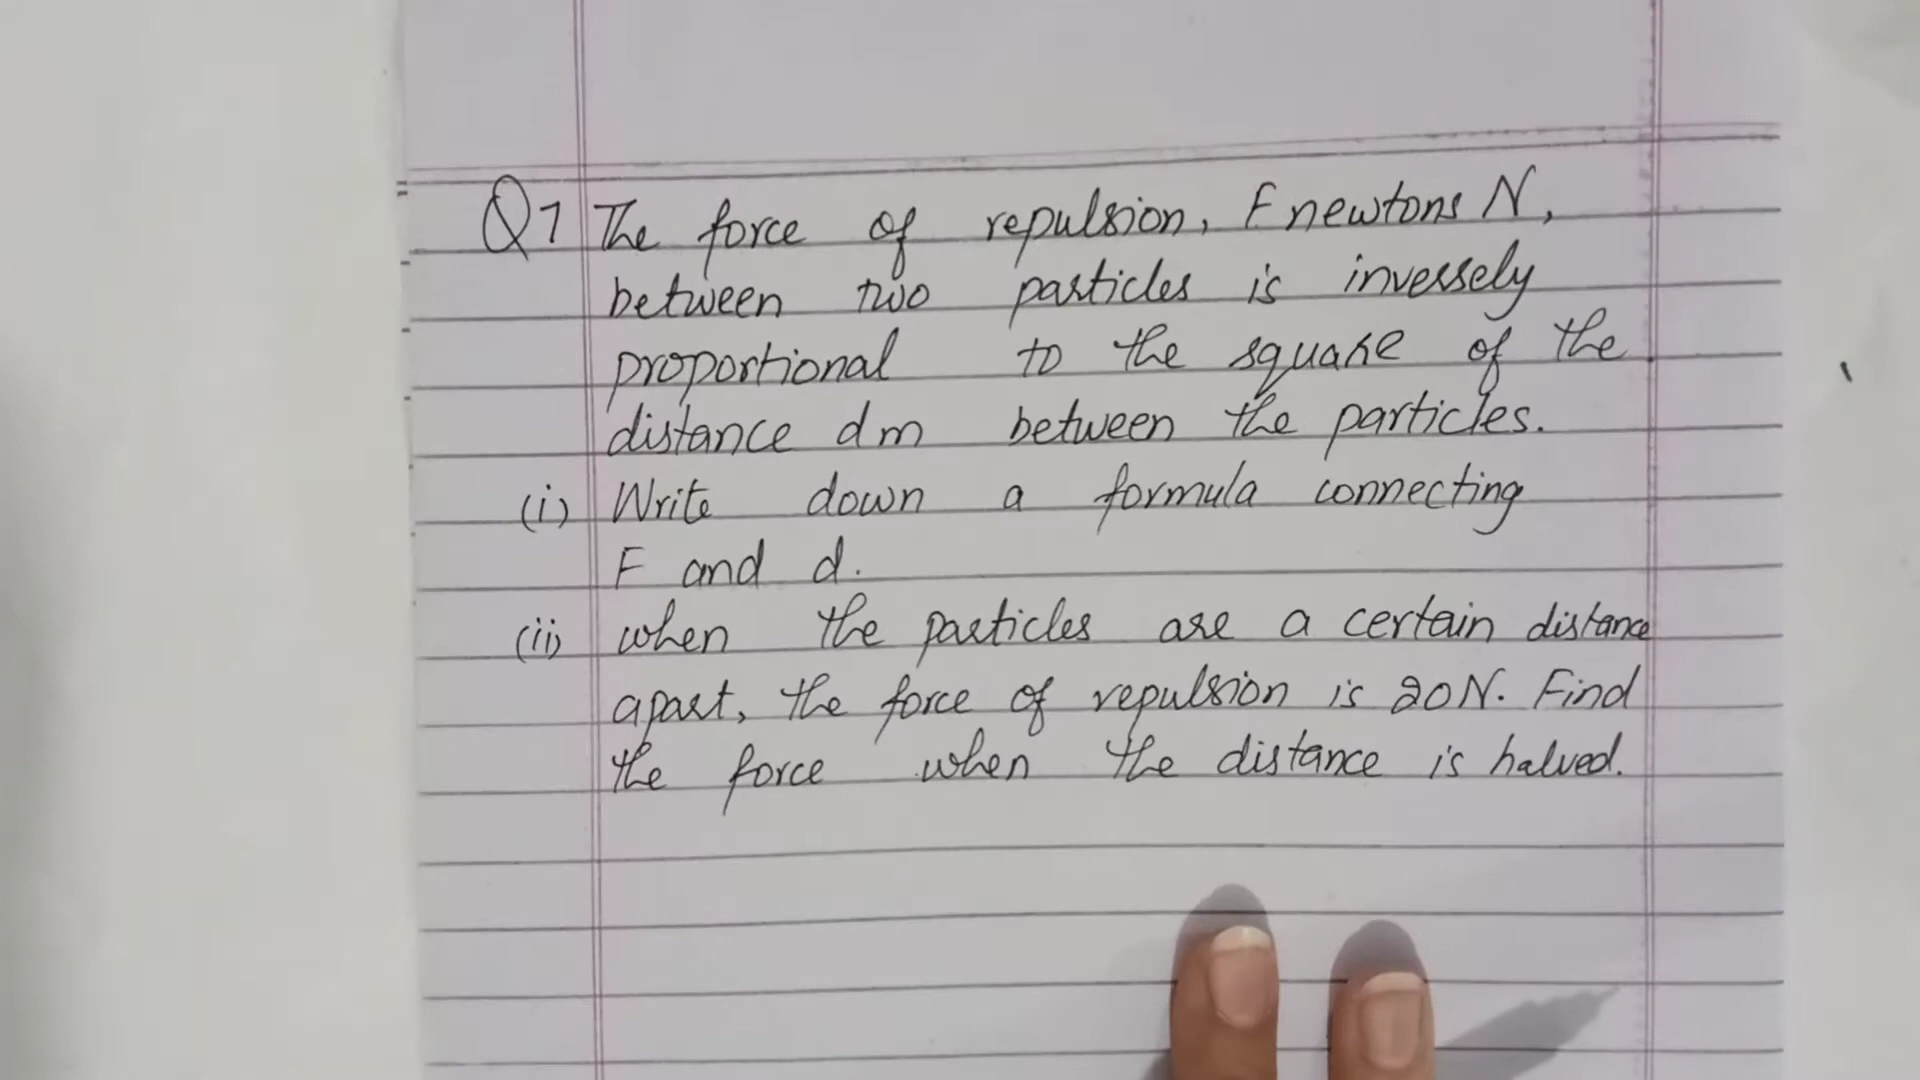 Q7 The force of repulsion, F newtons N,
between two particles is inversely
proportional to the square of the
distance d m between the particles.
(i) Write down a formula connecting
F and d.
(ii) when the particles are a certain distance
apart, the force of repulsion is 20N. Find
the force when the distance is halved.